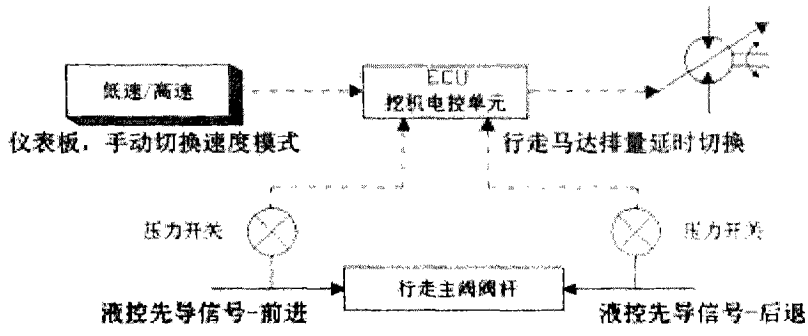 低速/高速
ECU
挖机电控单元
仪表板，手动切换速度模式
行走马达排量延时切换
压力开关
压力开关
行走主阀阀杆
液控先导信号-前进
液控先导信号-后退